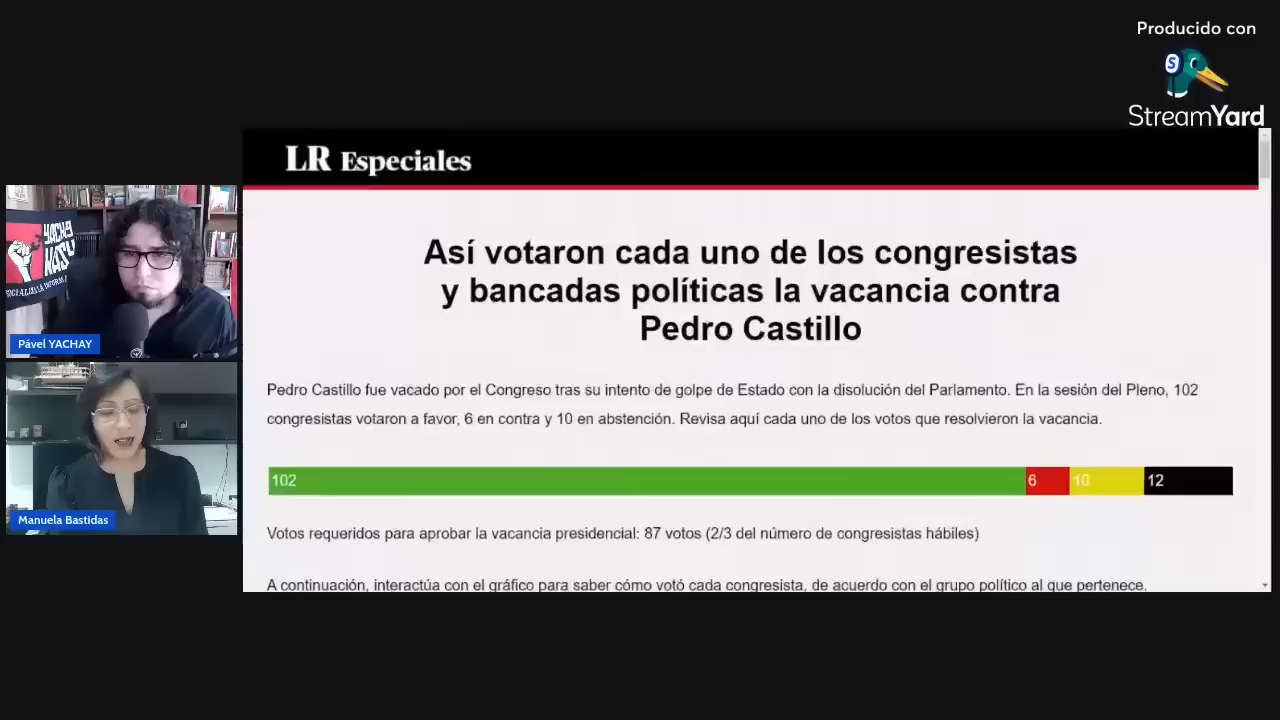 Producido con
StreamYard
LR Especiales
Así votaron cada uno de los congresistas
y bancadas políticas la vacancia contra
Pedro Castillo
Pedro Castillo fue vacado por el Congreso tras su intento de golpe de Estado con la disolución del Parlamento. En la sesión del Pleno, 102
congresistas votaron a favor, 6 en contra y 10 en abstención. Revisa aquí cada uno de los votos que resolvieron la vacancia.
102 6 10 12
Votos requeridos para aprobar la vacancia presidencial: 87 votos (2/3 del número de congresistas hábiles)
A continuación, interactúa con el gráfico para saber cómo votó cada congresista, de acuerdo con el grupo político al que pertenece.
YACHAY
Pável YACHAY
Manuela Bastidas